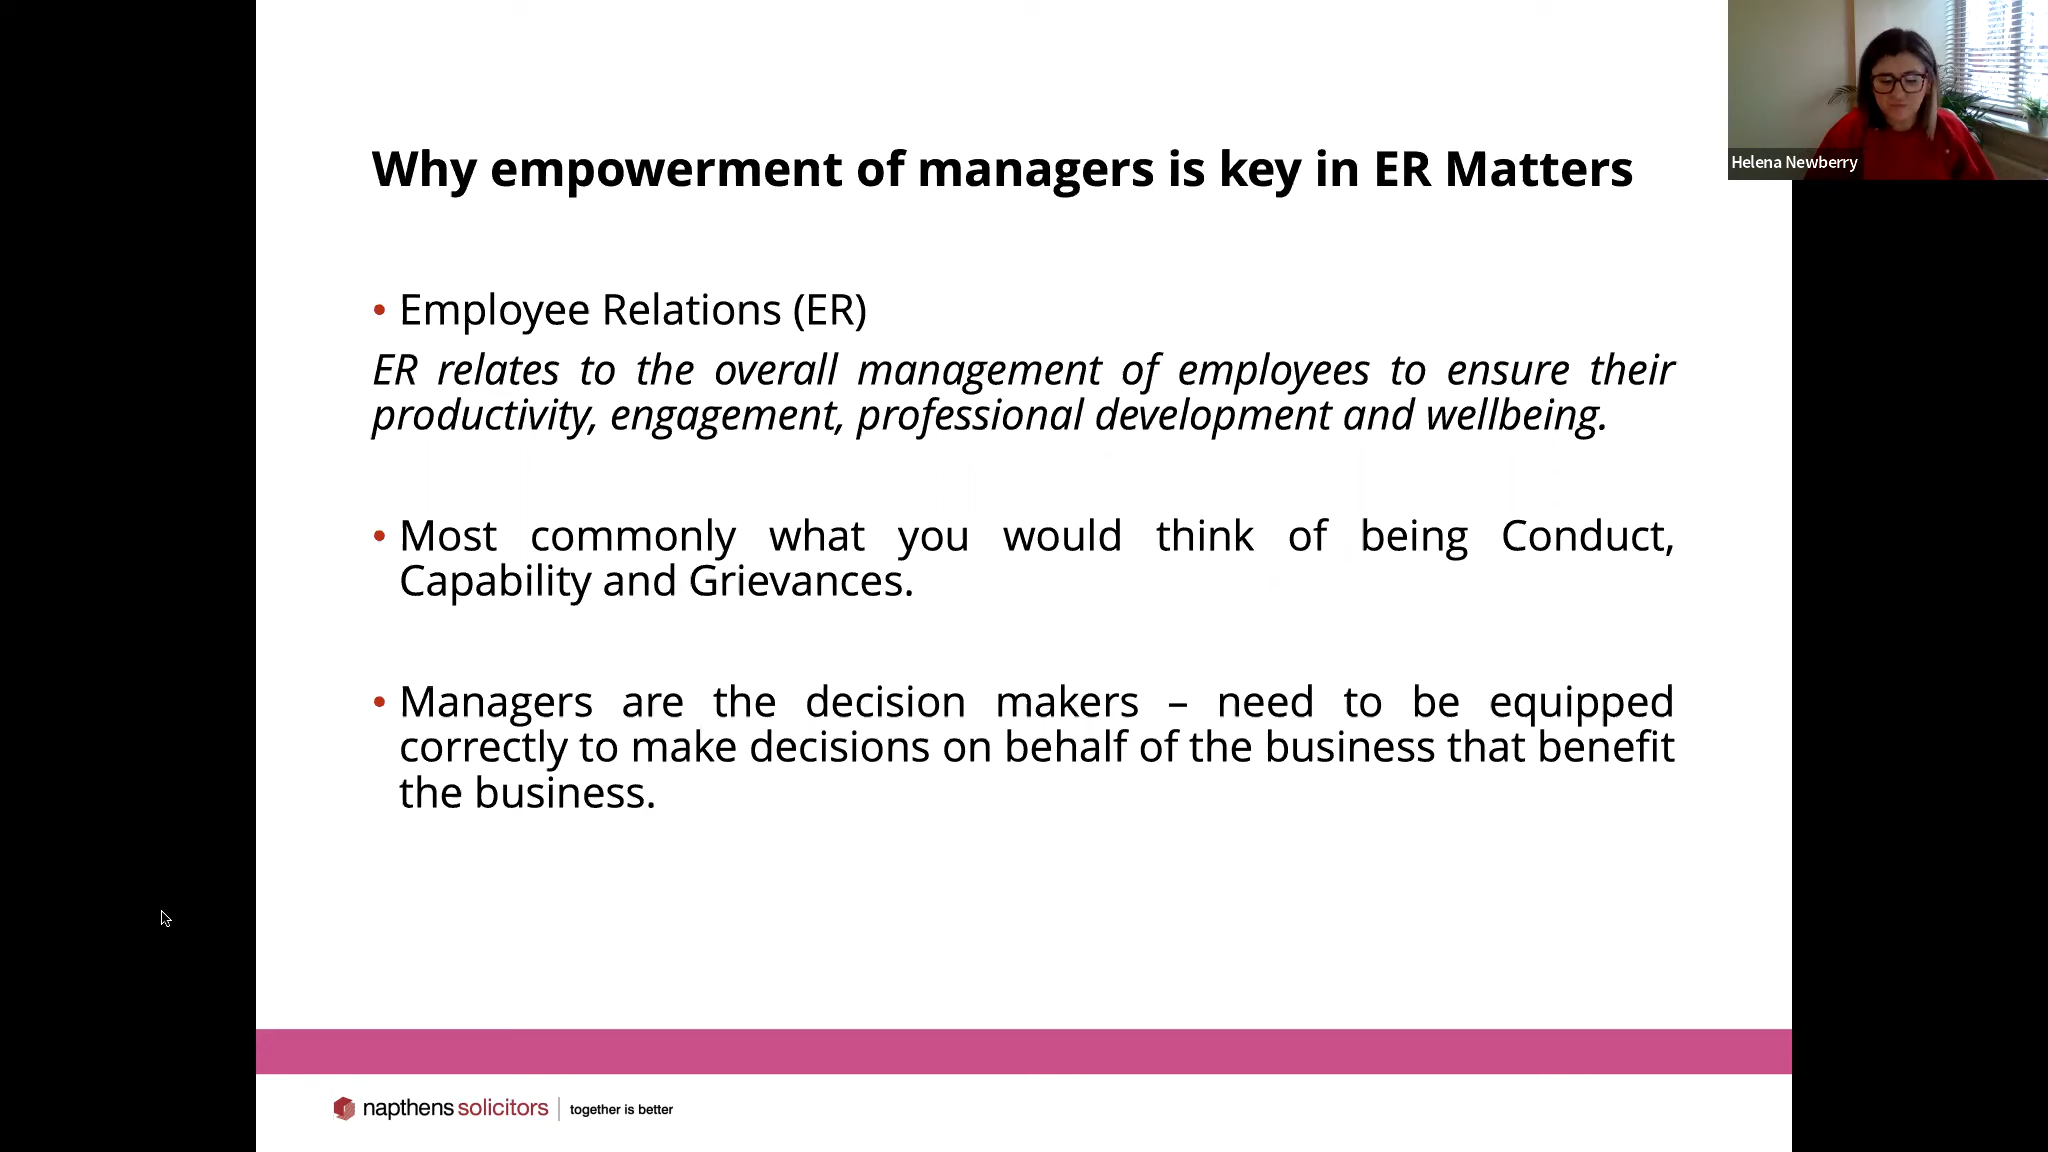 Why empowerment of managers is key in ER Matters
Helena Newberry
• Employee Relations (ER)
ER relates to the overall management of employees to ensure their
productivity, engagement, professional development and wellbeing.
• Most commonly what you would think of being Conduct,
Capability and Grievances.
• Managers are the decision makers – need to be equipped
correctly to make decisions on behalf of the business that benefit
the business.
napthens solicitors | together is better